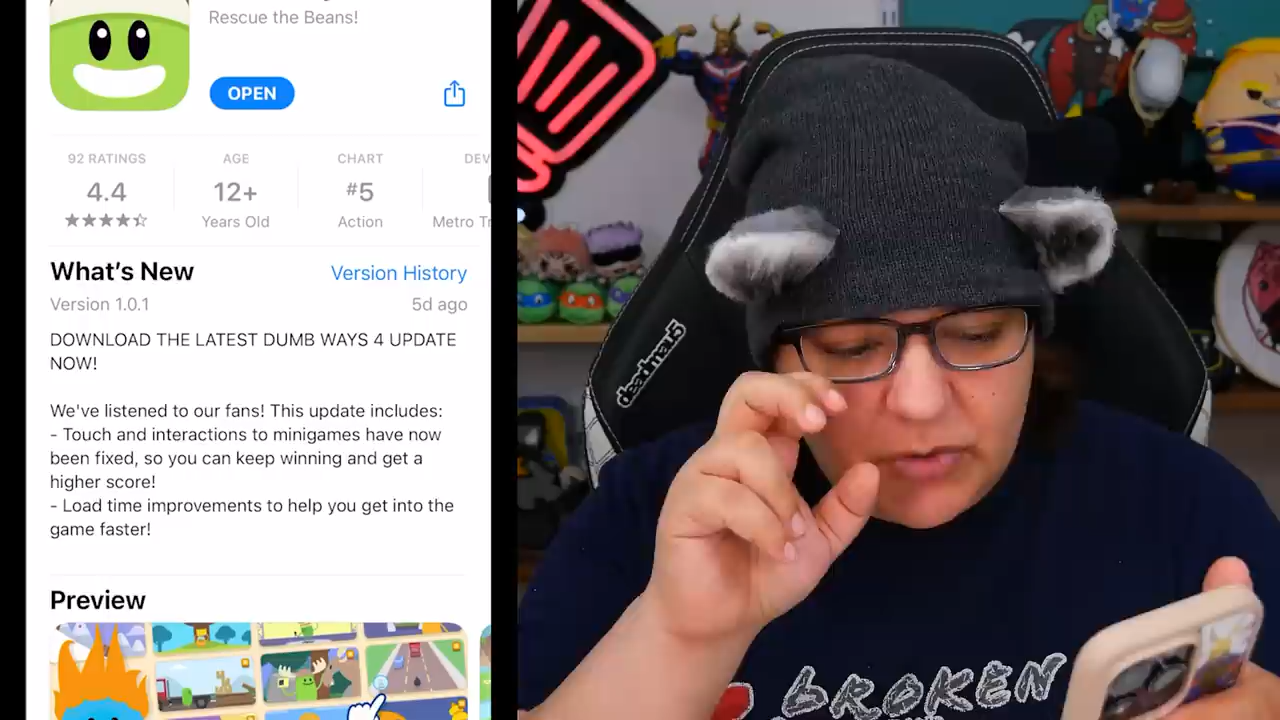 Rescue the Beans!
OPEN
92 RATINGS
4.4
AGE
12+
Years Old
CHART
#5
Action
DEV
Metro Tr
What's New
Version History
Version 1.0.1
5d ago
DOWNLOAD THE LATEST DUMB WAYS 4 UPDATE
NOW!
We've listened to our fans! This update includes:
- Touch and interactions to minigames have now
been fixed, so you can keep winning and get a
higher score!
- Load time improvements to help you get into the
game faster!
Preview
deadmau5
BROKEN